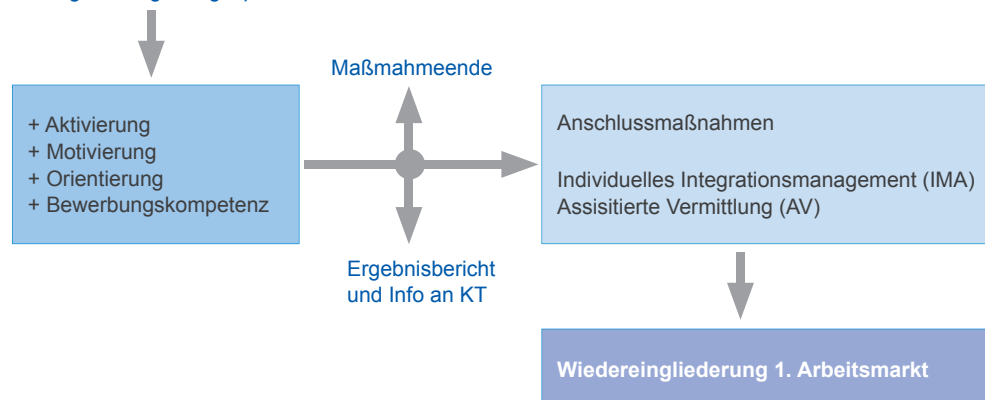 Maßmahmeende
+ Aktivierung
+ Motivierung
+ Orientierung
+ Bewerbungskompetenz
Anschlussmaßnahmen
Individuelles Integrationsmanagement (IMA)
Assisitierte Vermittlung (AV)
Ergebnisbericht
und Info an KT
Wiedereingliederung 1. Arbeitsmarkt